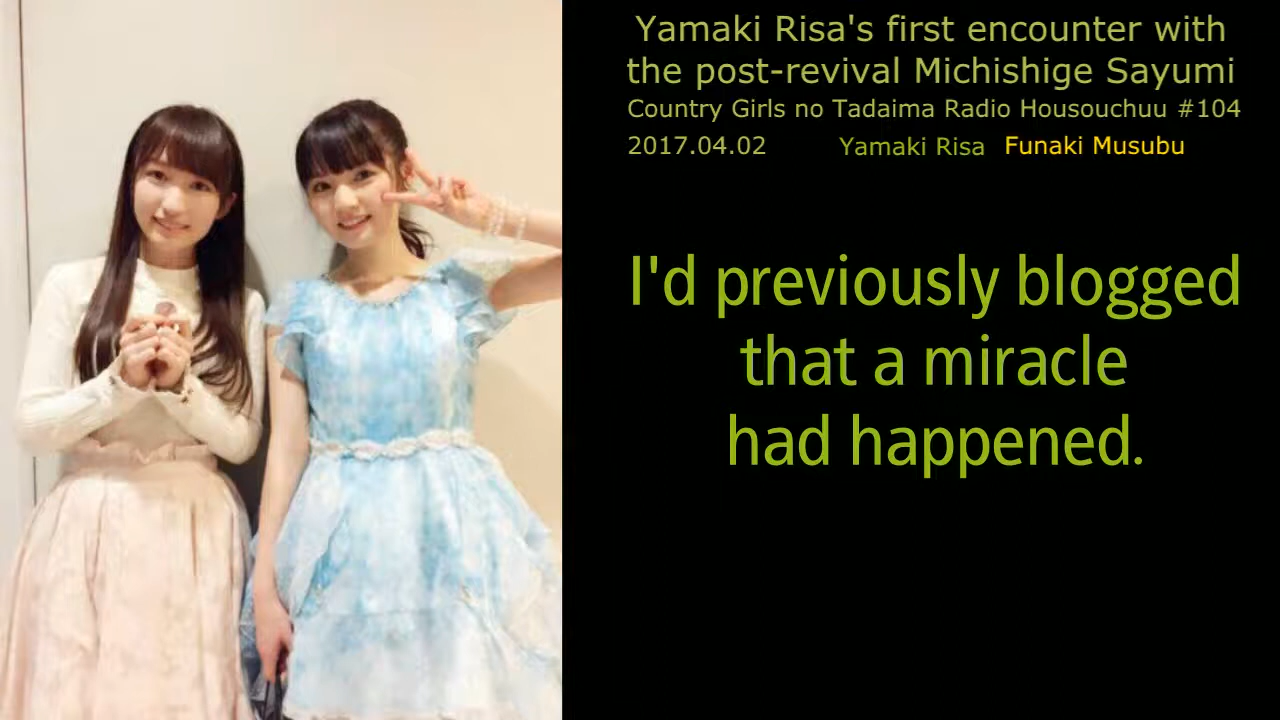 Yamaki Risa's first encounter with
the post-revival Michishige Sayumi
Country Girls no Tadaima Radio Housouchuu #104
2017.04.02 Yamaki Risa Funaki Musubu
I'd previously blogged
that a miracle
had happened.